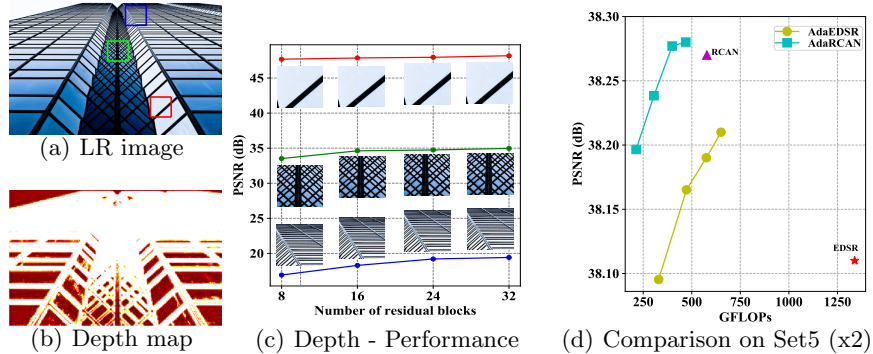 (a) LR image
(b) Depth map
PSNR (dB)
45
40
35
30
25
20
8
16
24
32
Number of residual blocks
(c) Depth - Performance
PSNR (dB)
38.30
38.25
38.20
38.15
38.10
AdaEDSR
AdaRCAN
RCAN
EDSR
250
500
750
1000
1250
GFLOPs
(d) Comparison on Set5 (x2)